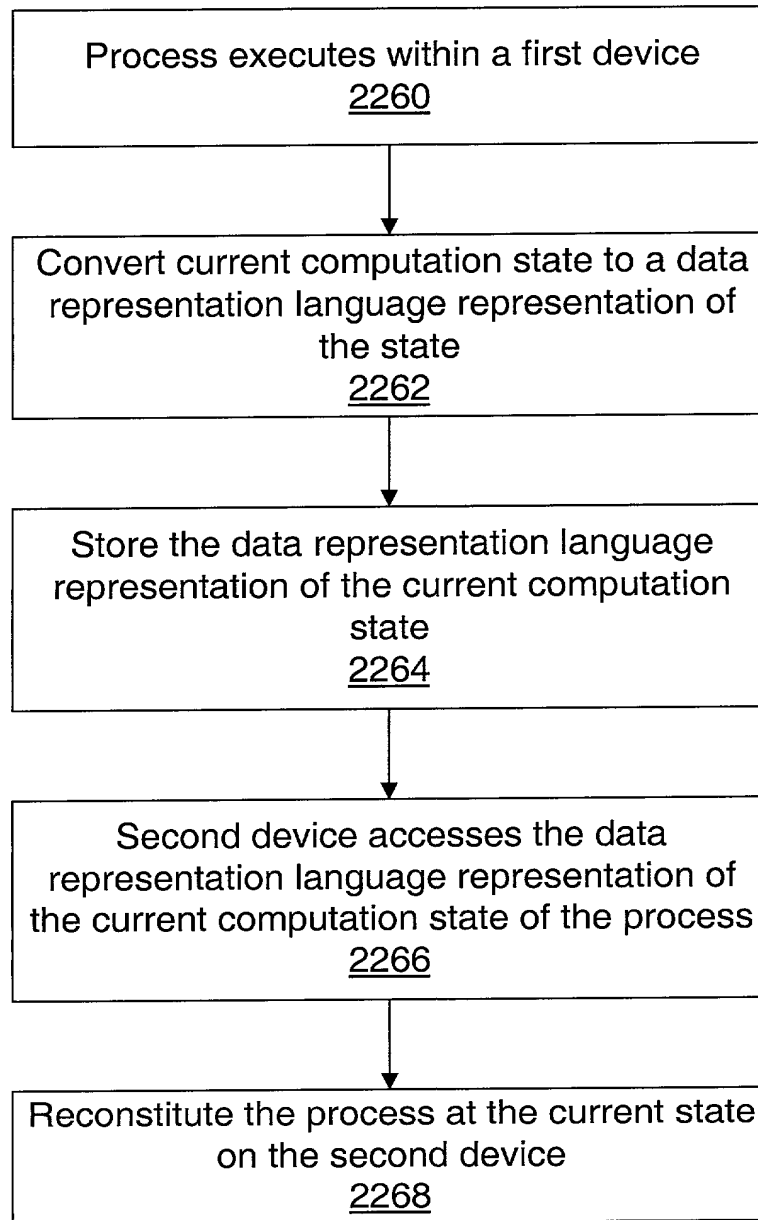 Process executes within a first device
2260
Convert current computation state to a data
representation language representation of
the state
2262
Store the data representation language
representation of the current computation
state
2264
Second device accesses the data
representation language representation of
the current computation state of the process
2266
Reconstitute the process at the current state
on the second device
2268